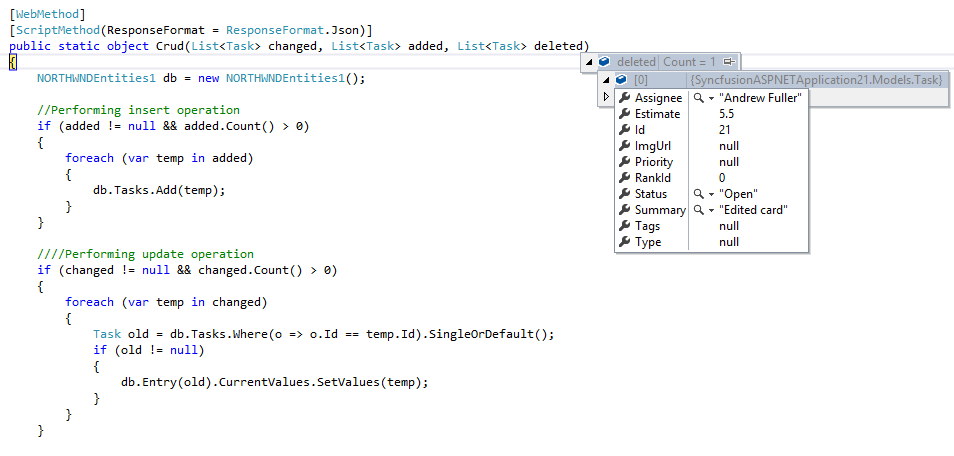 [WebMethod]
[ScriptMethod(ResponseFormat = ResponseFormat.Json)]
public static object Crud(List<Task> changed, List<Task> added, List<Task> deleted)
{
NORTHWNDEntities1 db = new NORTHWNDEntities1();
//Performing insert operation
if (added != null && added.Count() > 0)
{
foreach (var temp in added)
{
db.Tasks.Add(temp);
}
}
////Performing update operation
if (changed != null && changed.Count() > 0)
{
foreach (var temp in changed)
{
Task old = db.Tasks.Where(o => o.Id == temp.Id).SingleOrDefault();
if (old != null)
{
db.Entry(old).CurrentValues.SetValues(temp);
}
}
}
deleted Count = 1
[0] {SyncfusionASPNETApplication21.Models.Task}
Assignee "Andrew Fuller"
Estimate 5.5
Id 21
ImgUrl null
Priority null
RankId 0
Status "Open"
Summary "Edited card"
Tags null
Type null